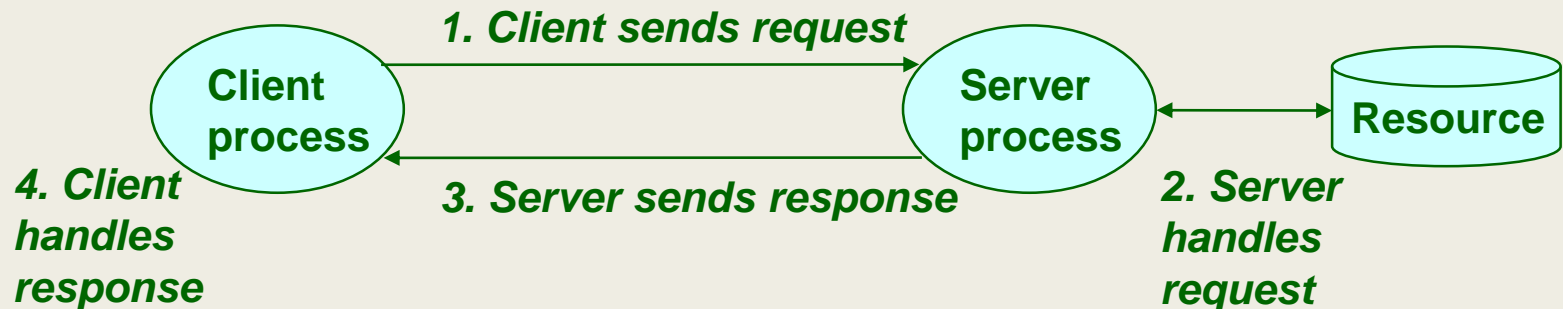 1. Client sends request
Client
process
Server
process
Resource
4. Client
handles
response
3. Server sends response
2. Server
handles
request